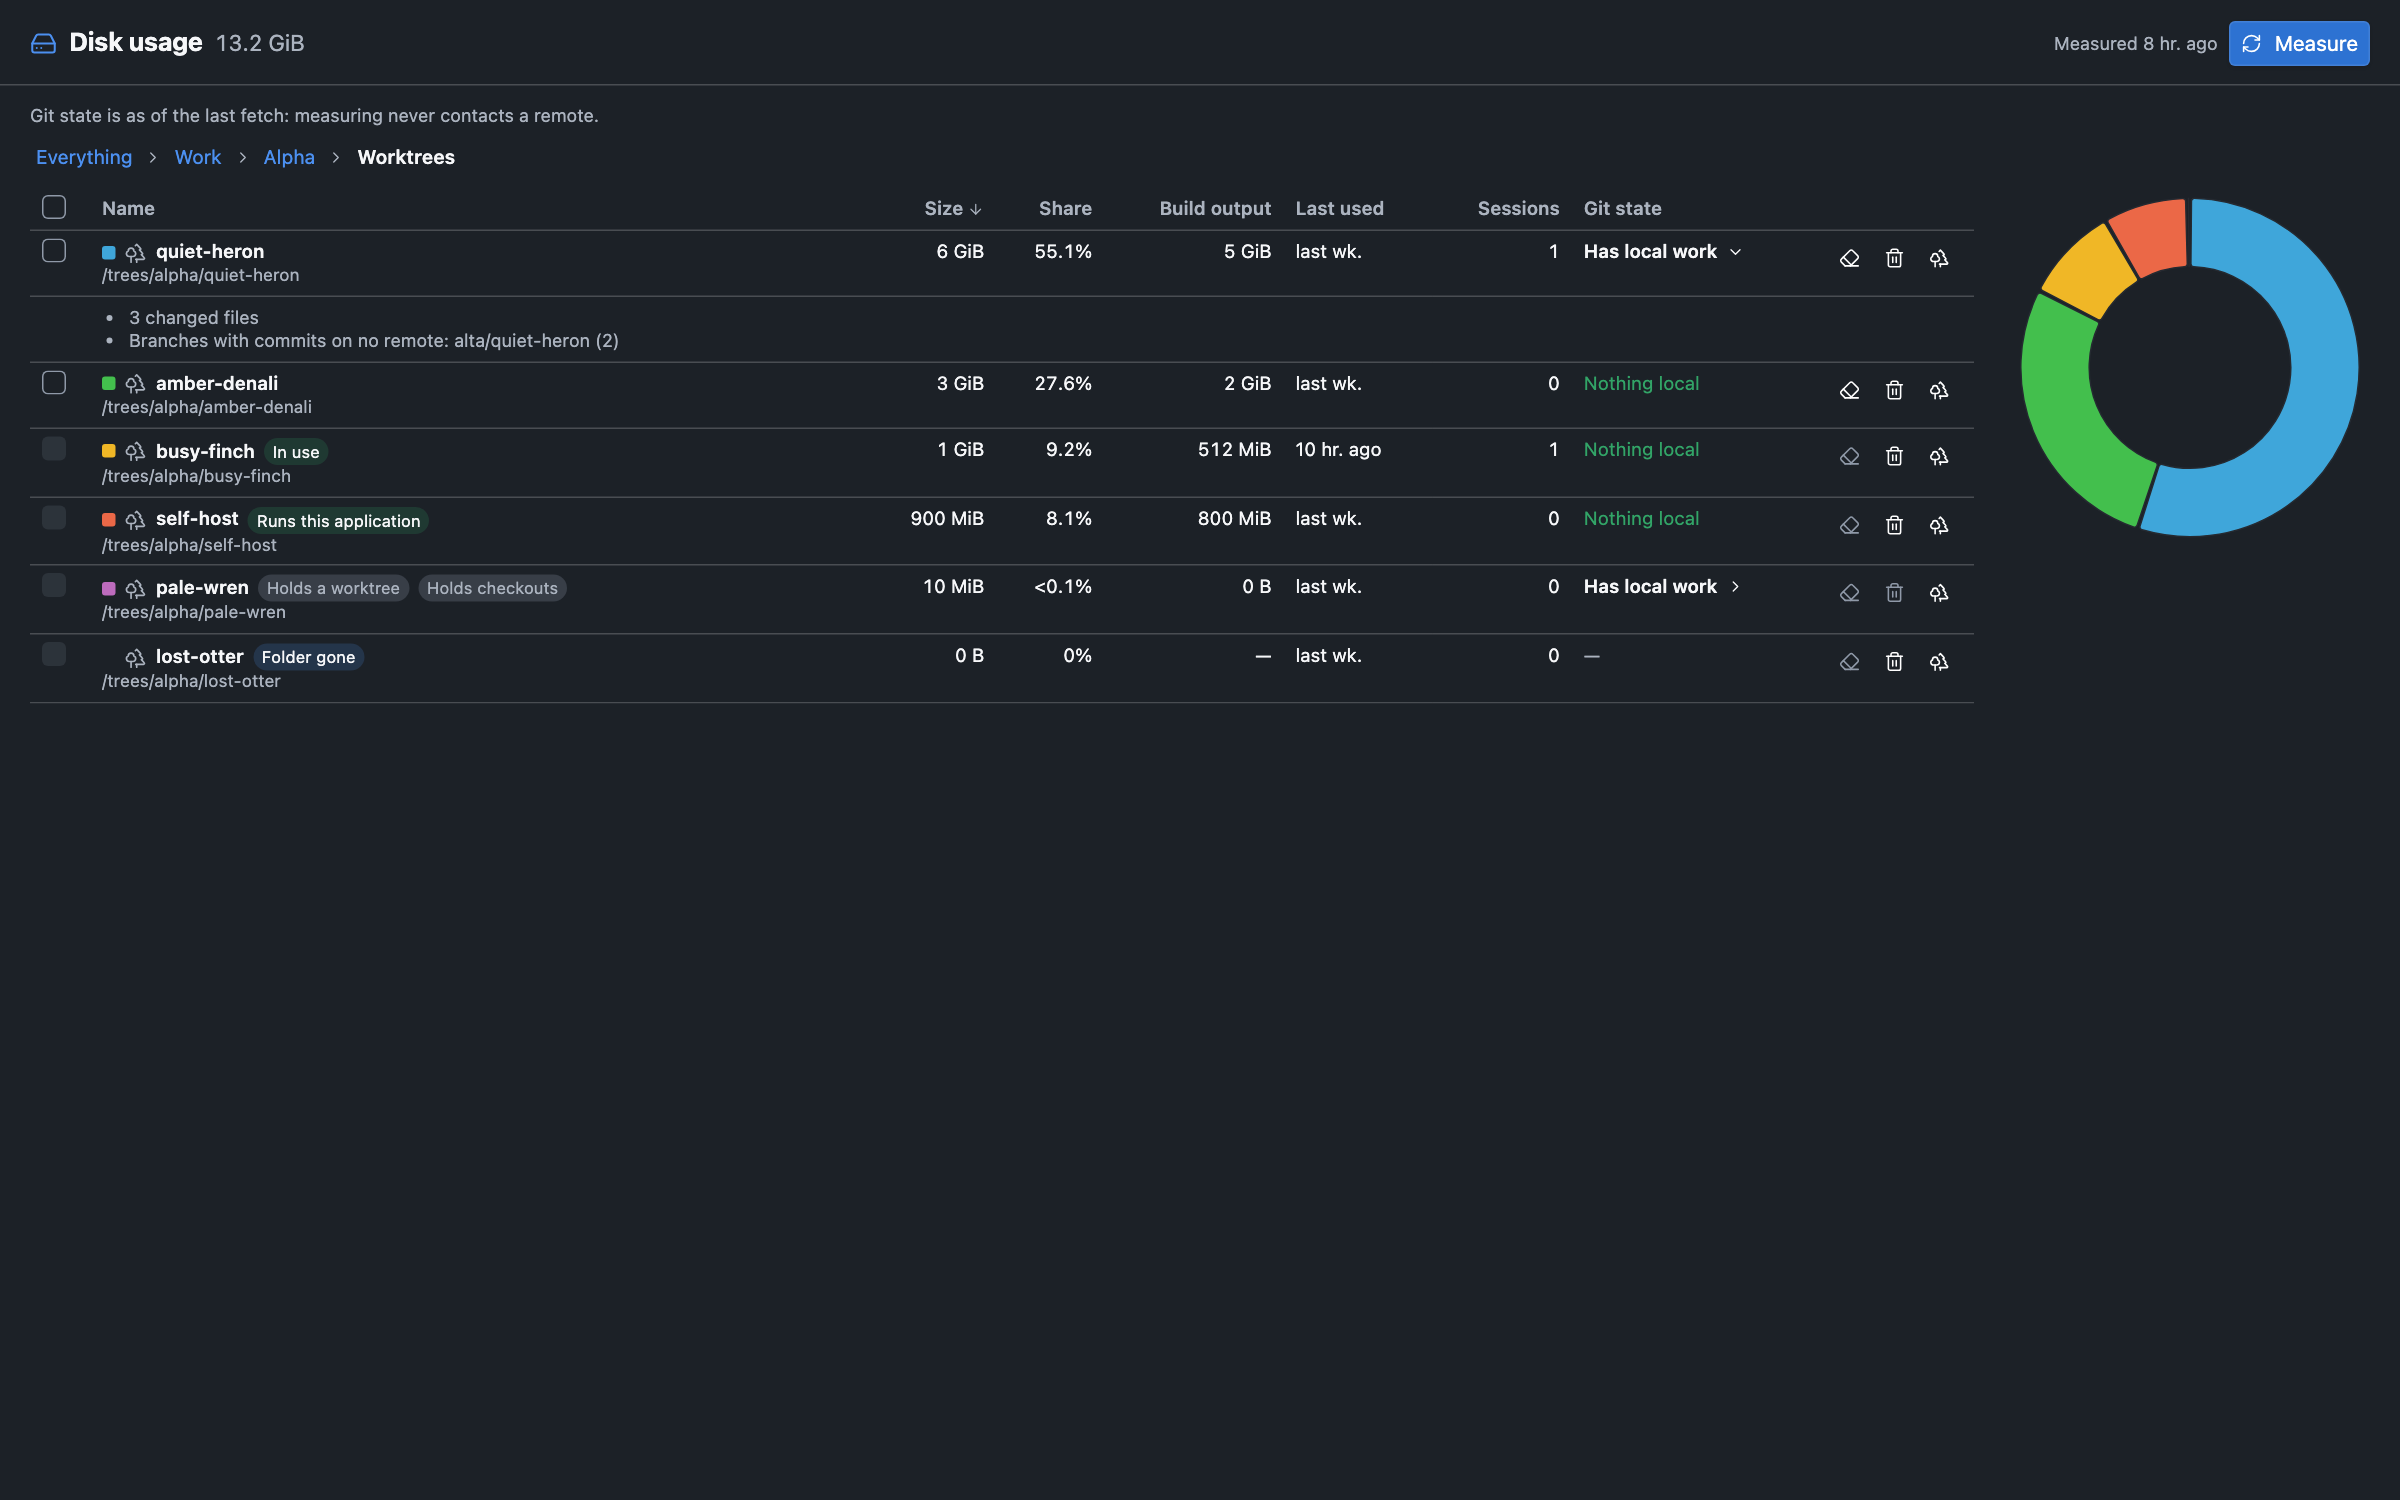 Disk usage 13.2 GiB
Measured 8 hr. ago Measure
Git state is as of the last fetch: measuring never contacts a remote.
Everything > Work > Alpha > Worktrees
Name Size ↓ Share Build output Last used Sessions Git state
quiet-heron 6 GiB 55.1% 5 GiB last wk. 1 Has local work
/trees/alpha/quiet-heron
• 3 changed files
• Branches with commits on no remote: alta/quiet-heron (2)
amber-denali 3 GiB 27.6% 2 GiB last wk. 0 Nothing local
/trees/alpha/amber-denali
busy-finch In use 1 GiB 9.2% 512 MiB 10 hr. ago 1 Nothing local
/trees/alpha/busy-finch
self-host Runs this application 900 MiB 8.1% 800 MiB last wk. 0 Nothing local
/trees/alpha/self-host
pale-wren Holds a worktree Holds checkouts 10 MiB <0.1% 0 B last wk. 0 Has local work
/trees/alpha/pale-wren
lost-otter Folder gone 0 B 0% — last wk. 0 —
/trees/alpha/lost-otter